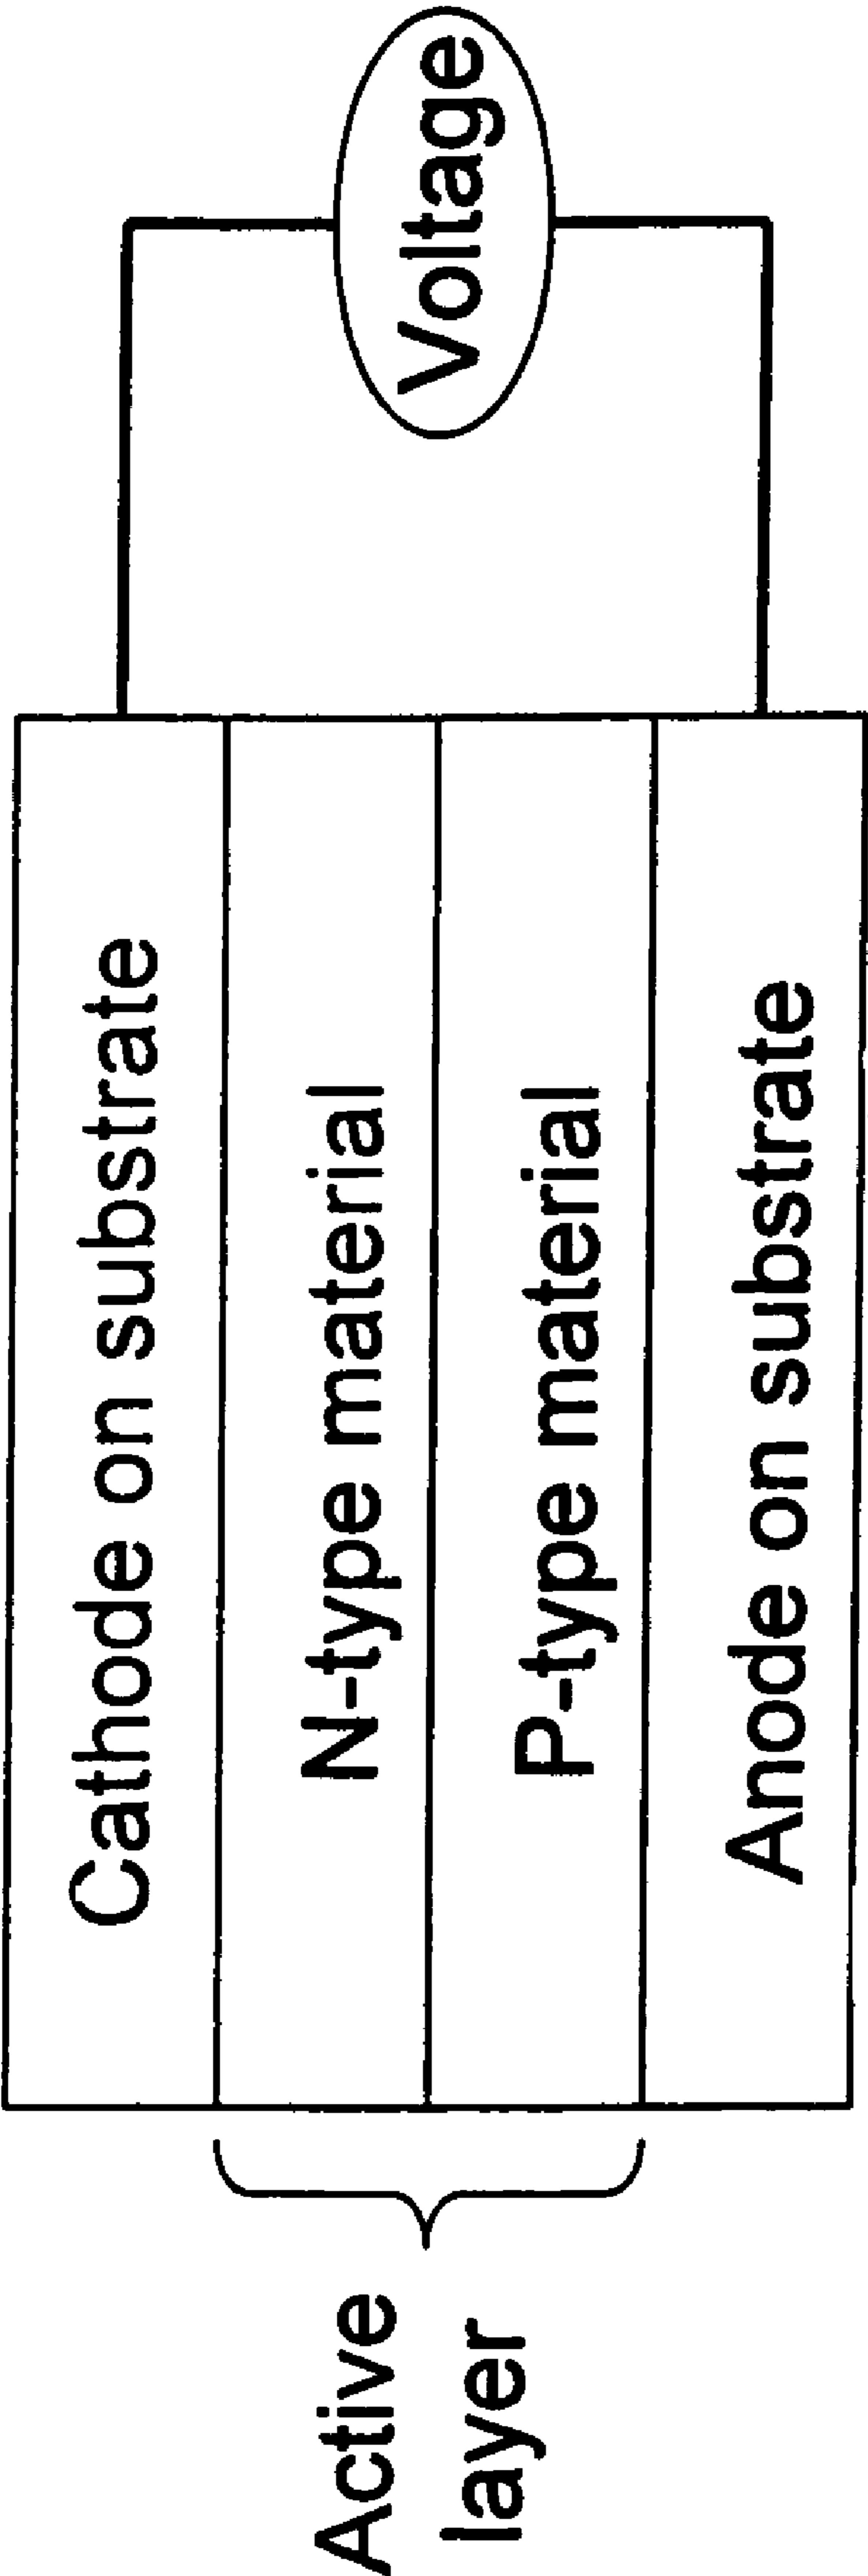 Active
layer
Cathode on substrate
N-type material
P-type material
Anode on substrate
Voltage